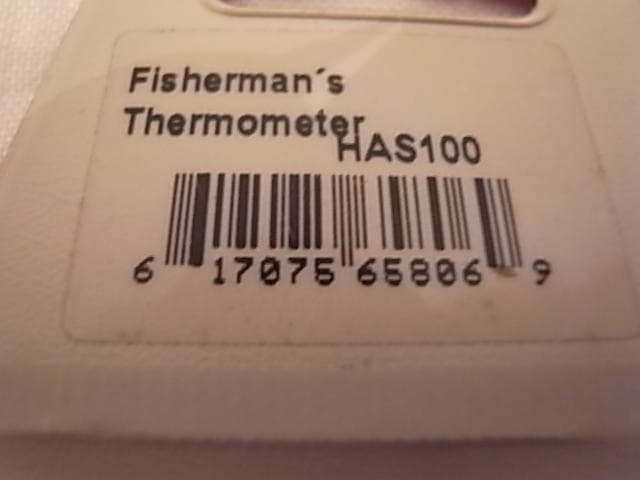 Fisherman´s
Thermometer
HAS100
6 17075 65806 9